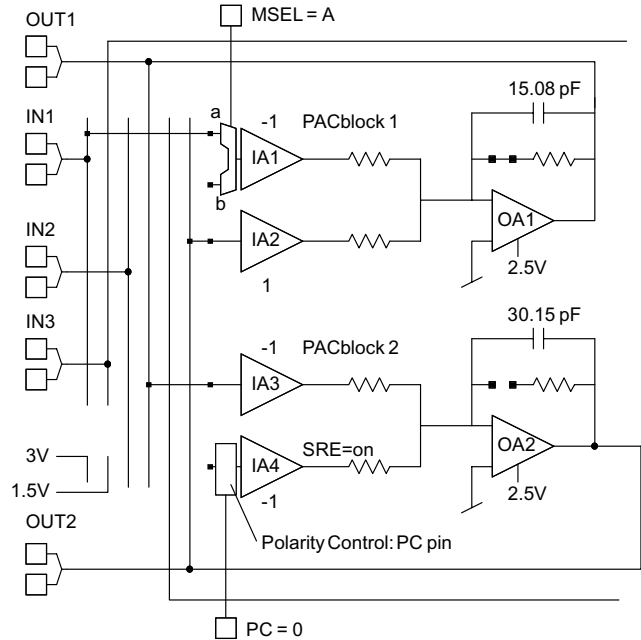 OUT1
MSEL = A
15.08 pF
IN1
a
-1
PACblock 1
IA1
b
IN2
IA2
OA1
1
2.5V
IN3
30.15 pF
-1
PACblock 2
IA3
3V
SRE=on
IA4
OA2
1.5V
-1
2.5V
OUT2
Polarity Control: PC pin
PC = 0